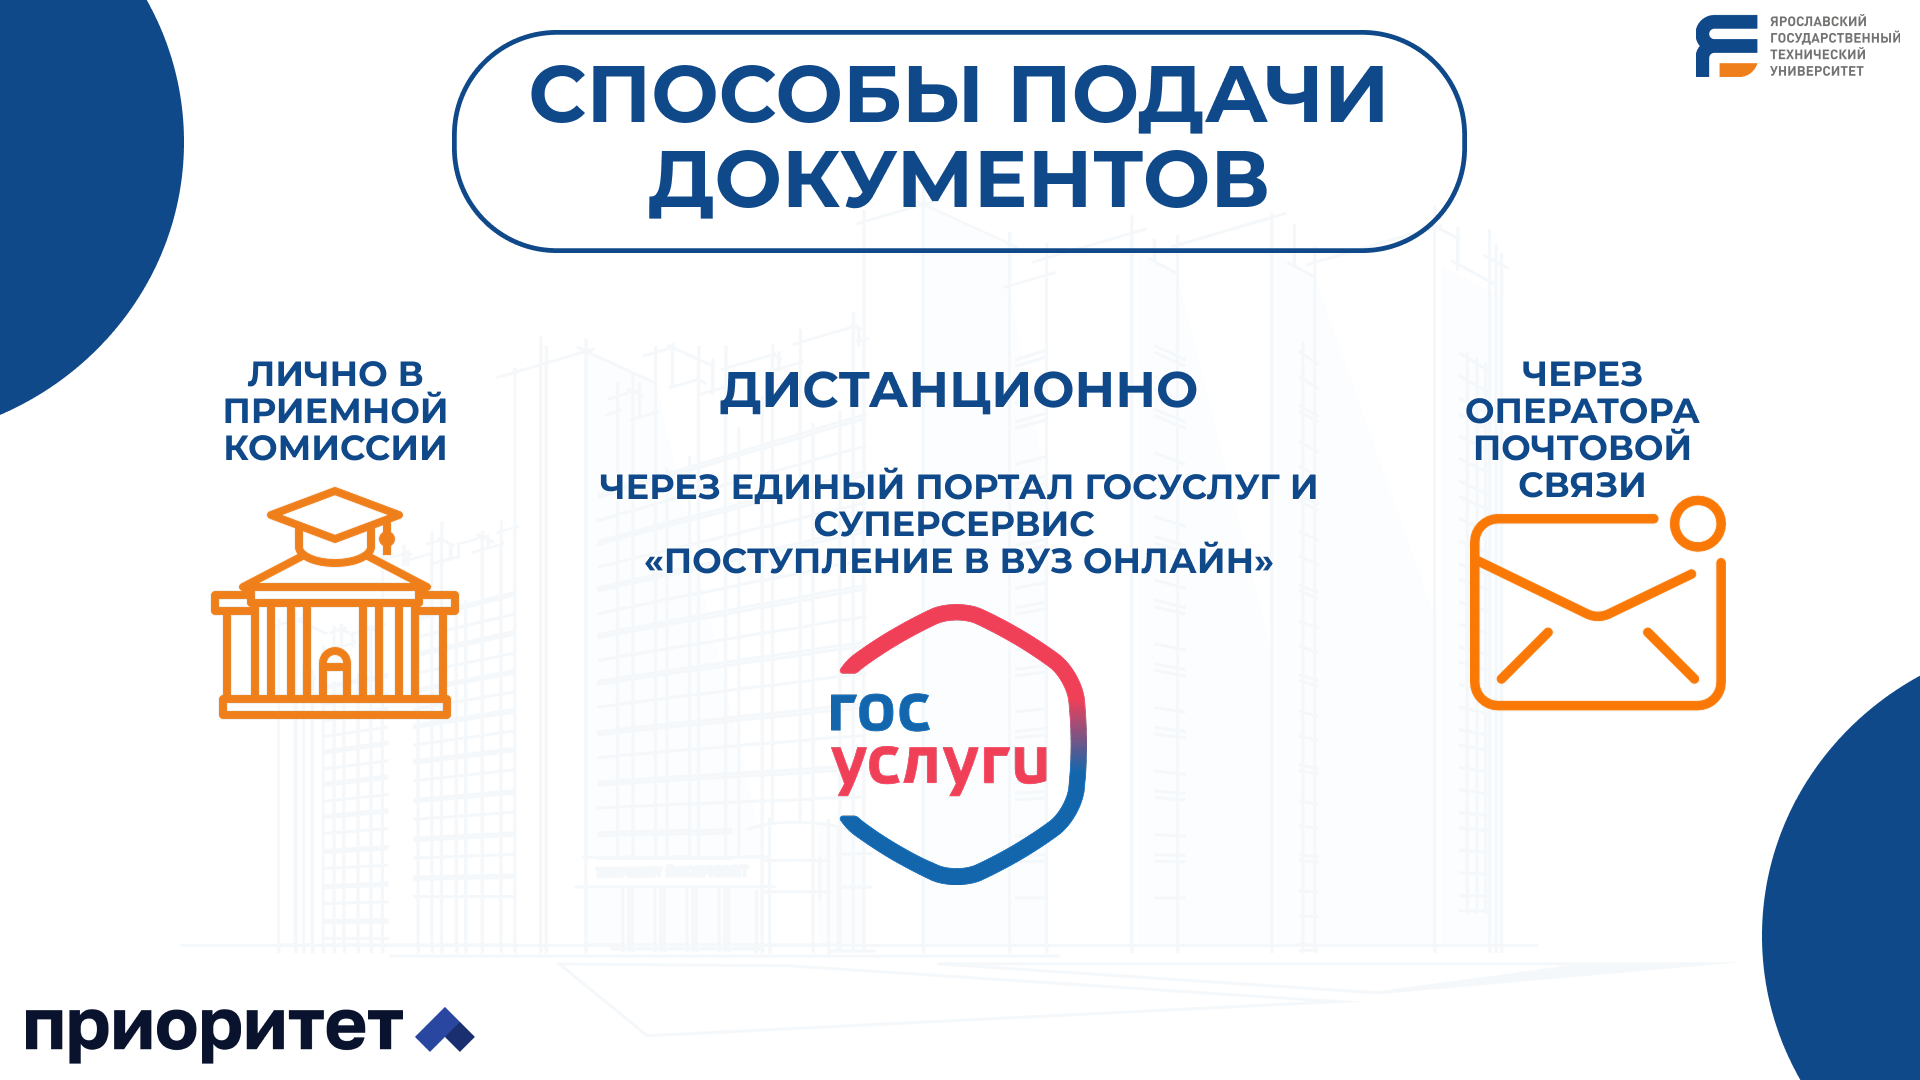 ЯРОСЛАВСКИЙ
ГОСУДАРСТВЕННЫЙ
ТЕХНИЧЕСКИЙ
УНИВЕРСИТЕТ
СПОСОБЫ ПОДАЧИ
ДОКУМЕНТОВ
ЛИЧНО В
ПРИЕМНОЙ
КОМИССИИ
ДИСТАНЦИОННО
ЧЕРЕЗ ЕДИНЫЙ ПОРТАЛ ГОСУСЛУГ И
СУПЕРСЕРВИС
«ПОСТУПЛЕНИЕ В ВУЗ ОНЛАЙН»
гос
услуги
ЧЕРЕЗ
ОПЕРАТОРА
ПОЧТОВОЙ
СВЯЗИ
приоритет